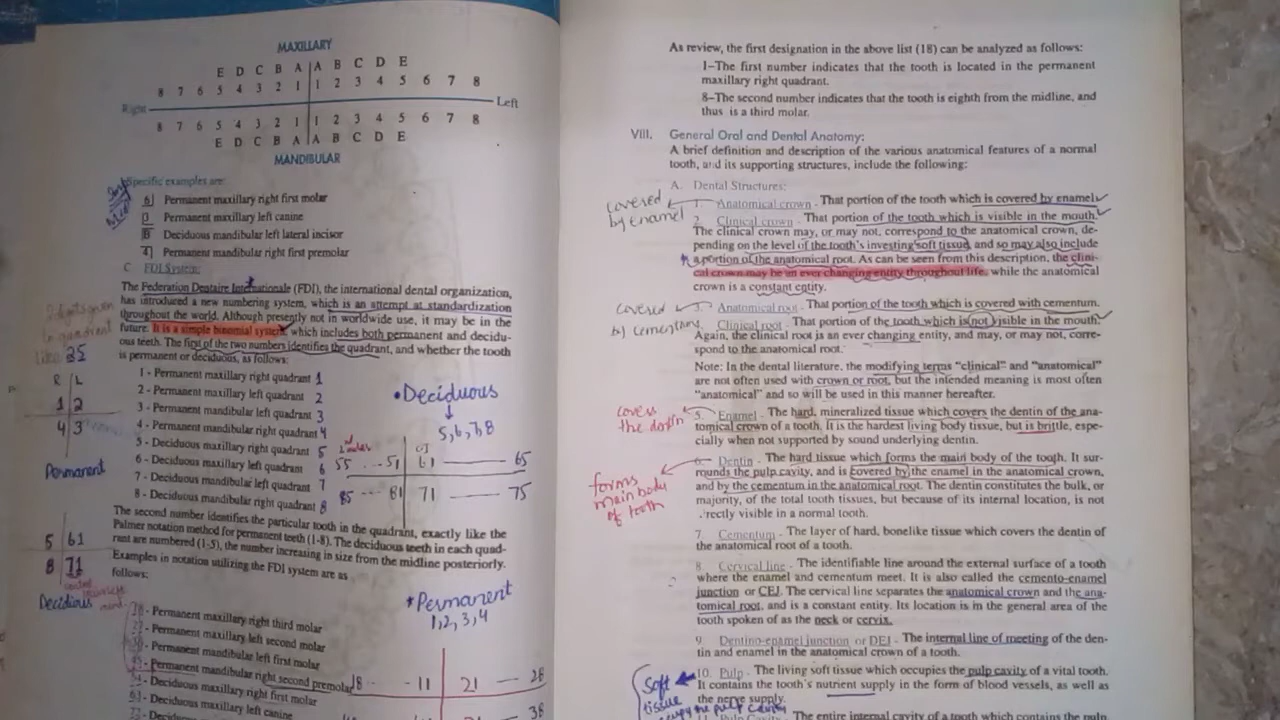 MAXILLARY
E D C B A A B C D E
8 7 6 5 4 3 2 1 1 2 3 4 5 6 7 8
Right Left
8 7 6 5 4 3 2 1 1 2 3 4 5 6 7 8
E D C B A A B C D E
MANDIBULAR
Specific examples are:
6 Permanent maxillary right first molar
Permanent maxillary left canine
B Deciduous mandibular left lateral incisor
4 Permanent mandibular right first premolar
C FDI System:
The Federation Dentaire Internationale (FDI), the international dental organization,
has introduced a new numbering system, which is an attempt at standardization
throughout the world. Although presently not in worldwide use, it may be in the
future. It is a simple binomial system, which includes both permanent and decidu-
ous teeth. The first of the two numbers identifies the quadrant, and whether the tooth
is permanent or deciduous, as follows:
quadrant
like 25
R L
1 2
4 3
Permanent
1 - Permanent maxillary right quadrant 1
2 - Permanent maxillary left quadrant 2
3 - Permanent mandibular left quadrant 3
4 - Permanent mandibular right quadrant 4
5 - Deciduous maxillary right quadrant 5
6 - Deciduous maxillary left quadrant 6
7 - Deciduous mandibular left quadrant 7
8 - Deciduous mandibular right quadrant 8
• Deciduous
5, 6, 7, 8
55 51 61 65
85 81 71 75
The second number identifies the particular tooth in the quadrant, exactly like the
Palmer notation method for permanent teeth (1-8). The deciduous teeth in each quad-
rant are numbered (1-5), the number increasing in size from the midline posteriorly.
Examples in notation utilizing the FDI system are as
follows:
5 61
8 71
Decidious
* Permanent
1, 2, 3, 4
18 - Permanent maxillary right third molar
27 - Permanent maxillary left second molar
36 - Permanent mandibular left first molar
45 - Permanent mandibular right second premolar
54 - Deciduous maxillary right first molar
63 - Deciduous maxillary left canine
18 - 11 21 - 28
38
As review, the first designation in the above list (18) can be analyzed as follows:
1–The first number indicates that the tooth is located in the permanent
maxillary right quadrant.
8–The second number indicates that the tooth is eighth from the midline, and
thus is a third molar.
VIII. General Oral and Dental Anatomy:
A brief definition and description of the various anatomical features of a normal
tooth, and its supporting structures, include the following:
A. Dental Structures:
covered
by enamel
1. Anatomical crown - That portion of the tooth which is covered by enamel.
2. Clinical crown - That portion of the tooth which is visible in the mouth.
The clinical crown may, or may not, correspond to the anatomical crown, de-
pending on the level of the tooth's investing soft tissue, and so may also include
a portion of the anatomical root. As can be seen from this description, the clini-
cal crown may be an ever changing entity throughout life, while the anatomical
crown is a constant entity.
covered
by cementum
3. Anatomical root - That portion of the tooth which is covered with cementum.
Clinical root - That portion of the tooth which is not visible in the mouth.
Again, the clinical root is an ever changing entity, and may, or may not, corre-
spond to the anatomical root.
Note: In the dental literature, the modifying terms "clinical" and "anatomical"
are not often used with crown or root, but the intended meaning is most often
"anatomical" and so will be used in this manner hereafter.
covers
the dentin
5. Enamel - The hard, mineralized tissue which covers the dentin of the ana-
tomical crown of a tooth. It is the hardest living body tissue, but is brittle, espe-
cially when not supported by sound underlying dentin.
forms
main body
of tooth
6. Dentin - The hard tissue which forms the main body of the tooth. It sur-
rounds the pulp cavity, and is covered by the enamel in the anatomical crown,
and by the cementum in the anatomical root. The dentin constitutes the bulk, or
majority, of the total tooth tissues, but because of its internal location, is not
directly visible in a normal tooth.
7. Cementum - The layer of hard, bonelike tissue which covers the dentin of
the anatomical root of a tooth.
8. Cervical line - The identifiable line around the external surface of a tooth
where the enamel and cementum meet. It is also called the cemento-enamel
junction or CEJ. The cervical line separates the anatomical crown and the ana-
tomical root, and is a constant entity. Its location is in the general area of the
tooth spoken of as the neck or cervix.
9. Dentino-enamel junction or DEJ - The internal line of meeting of the den-
tin and enamel in the anatomical crown of a tooth.
Soft
tissue
occupy the pulp cavity
10. Pulp - The living soft tissue which occupies the pulp cavity of a vital tooth.
It contains the tooth's nutrient supply in the form of blood vessels, as well as
the nerve supply.
11. Pulp Cavity - The entire internal cavity of a tooth which contains the pulp